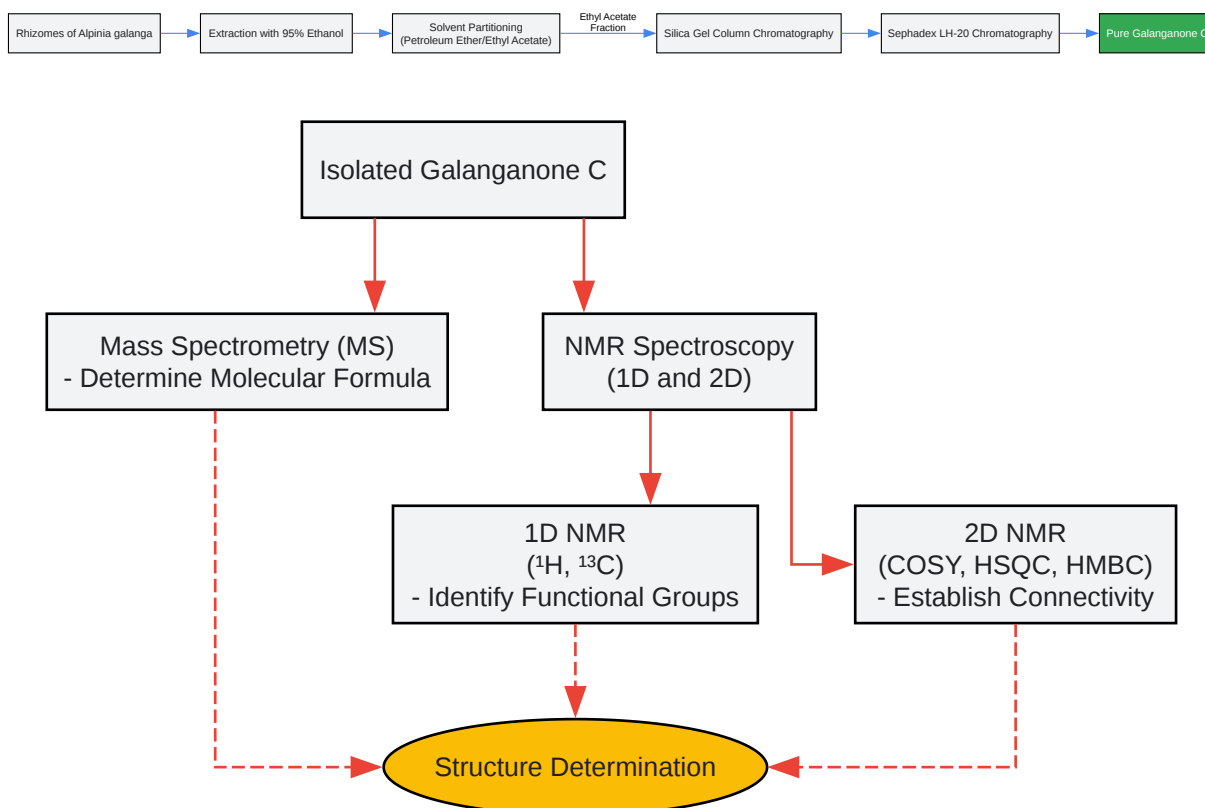 Rhizomes of Alpinia galanga
Extraction with 95% Ethanol
Solvent Partitioning
(Petroleum Ether/Ethyl Acetate)
Ethyl Acetate
Fraction
Silica Gel Column Chromatography
Sephadex LH-20 Chromatography
Pure Galanganone C
Isolated Galanganone C
Mass Spectrometry (MS)
- Determine Molecular Formula
NMR Spectroscopy
(1D and 2D)
1D NMR
(¹H, ¹³C)
- Identify Functional Groups
2D NMR
(COSY, HSQC, HMBC)
- Establish Connectivity
Structure Determination